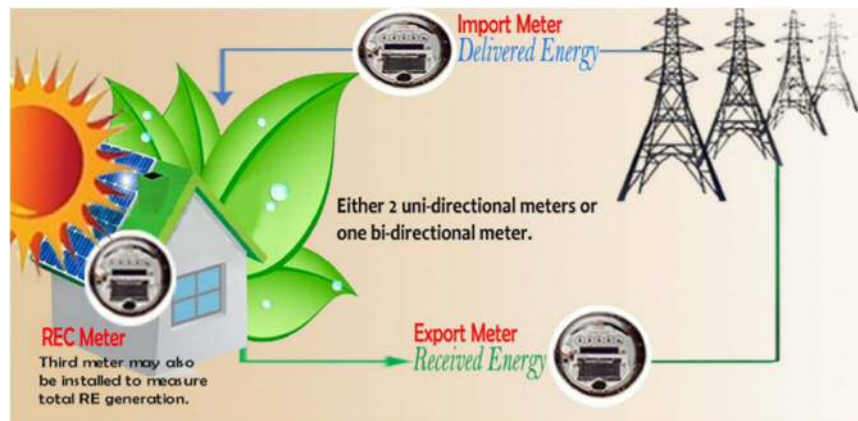 Import Meter
Delivered Energy
Either 2 uni-directional meters or
one bi-directional meter.
REC Meter
Third meter may also
be installed to measure
total RE generation.
Export Meter
Received Energy